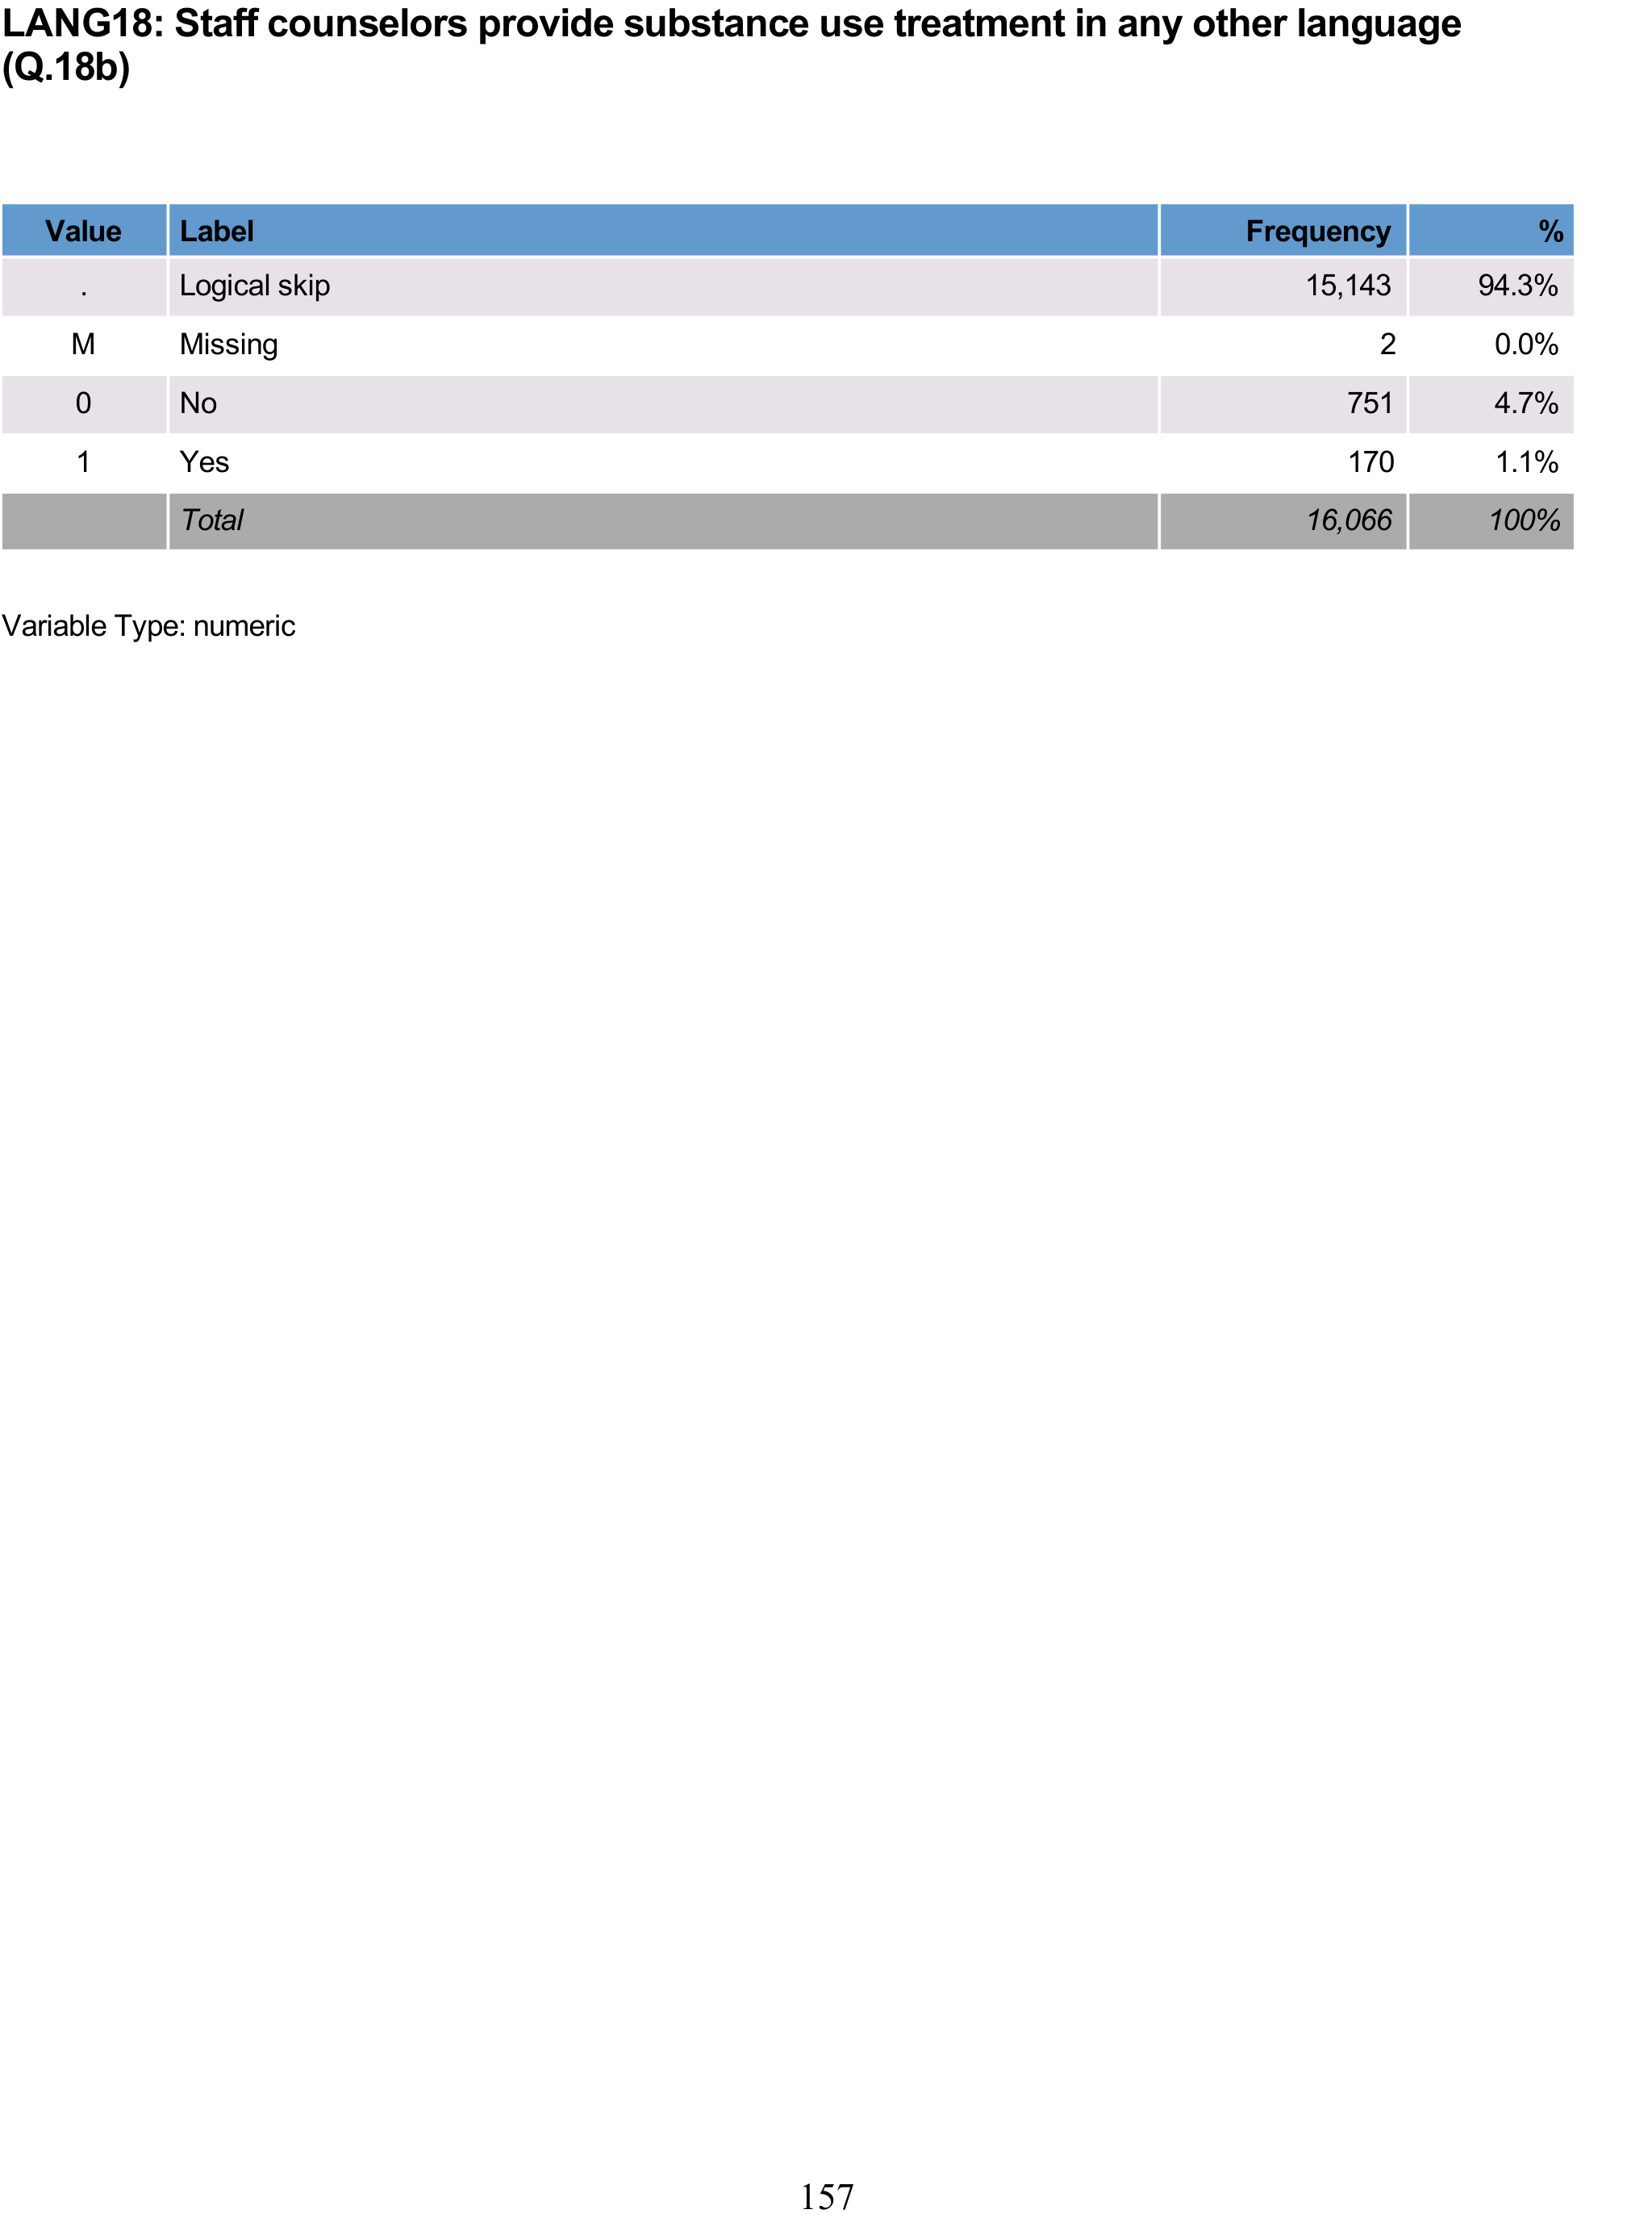 LANG18: Staff counselors provide substance use treatment in any other language
(Q.18b)
Value Label Frequency %
. Logical skip 15,143 94.3%
M Missing 2 0.0%
0 No 751 4.7%
1 Yes 170 1.1%
Total 16,066 100%
Variable Type: numeric
157